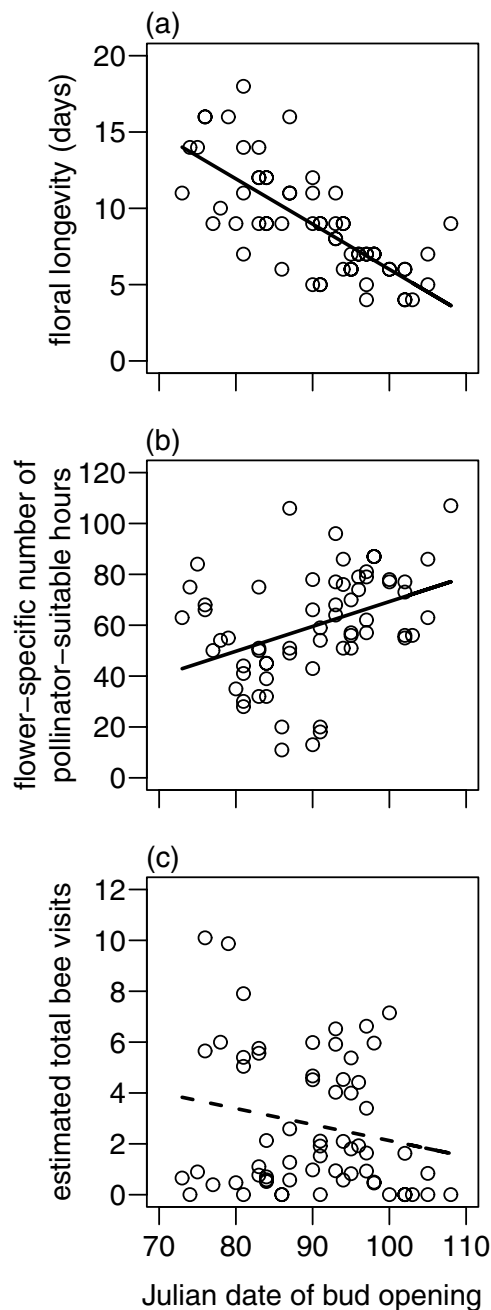 (a)
floral longevity (days)
20
15
10
5
0
(b)
flower-specific number of
pollinator-suitable hours
120
100
80
60
40
20
0
(c)
estimated total bee visits
12
10
8
6
4
2
0
70 80 90 100 110
Julian date of bud opening